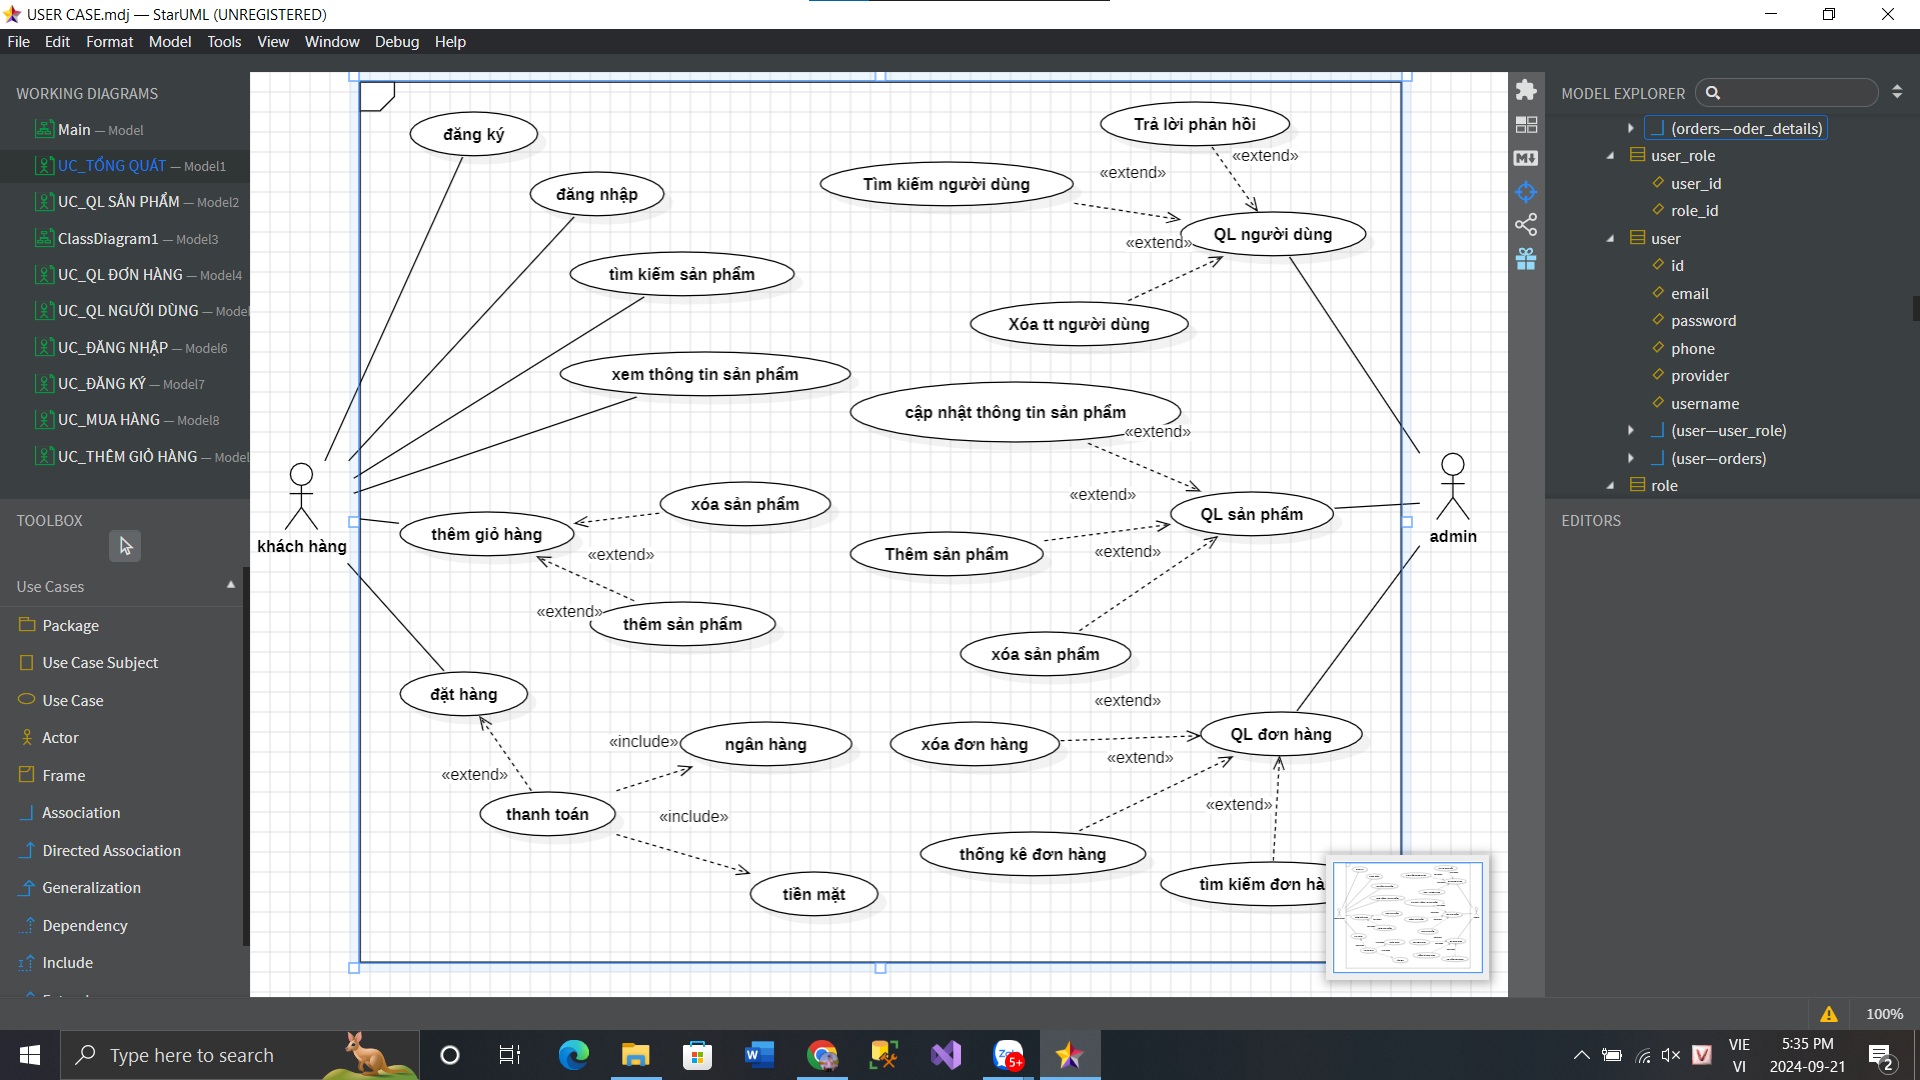 USER CASE.mdj — StarUML (UNREGISTERED)
File Edit Format Model Tools View Window Debug Help
WORKING DIAGRAMS
Main — Model
UC_TỔNG QUÁT — Model1
UC_QL SẢN PHẨM — Model2
ClassDiagram1 — Model3
UC_QL ĐƠN HÀNG — Model4
UC_QL NGƯỜI DÙNG — Model
UC_ĐĂNG NHẬP — Model6
UC_ĐĂNG KÝ — Model7
UC_MUA HÀNG — Model8
UC_THÊM GIỎ HÀNG — Model
TOOLBOX
Use Cases
Package
Use Case Subject
Use Case
Actor
Frame
Association
Directed Association
Generalization
Dependency
Include
đăng ký
đăng nhập
tìm kiếm sản phẩm
xem thông tin sản phẩm
khách hàng
xóa sản phẩm
thêm giỏ hàng
«extend»
«extend»
thêm sản phẩm
đặt hàng
«include»
ngân hàng
«extend»
thanh toán
«include»
tiền mặt
Trả lời phản hồi
«extend»
«extend»
Tìm kiếm người dùng
QL người dùng
«extend»
Xóa tt người dùng
cập nhật thông tin sản phẩm
«extend»
«extend»
QL sản phẩm
admin
Thêm sản phẩm
«extend»
xóa sản phẩm
«extend»
QL đơn hàng
xóa đơn hàng
«extend»
«extend»
thống kê đơn hàng
tìm kiếm đơn hà
MODEL EXPLORER
(orders—oder_details)
user_role
user_id
role_id
user
id
email
password
phone
provider
username
(user—user_role)
(user—orders)
role
EDITORS
100%
Type here to search
5+
VIE
VI
5:35 PM
2024-09-21
2